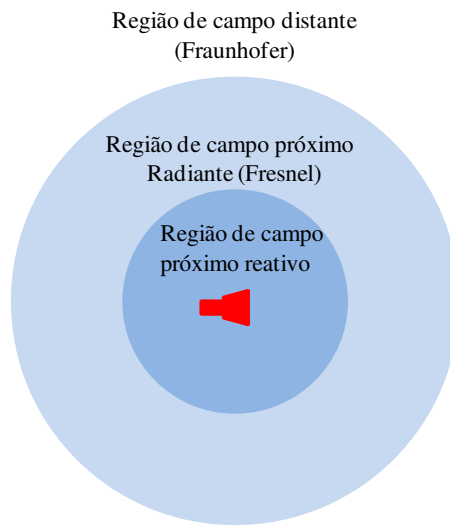 Região de campo distante
(Fraunhofer)
Região de campo próximo
Radiante (Fresnel)
Região de campo
próximo reativo